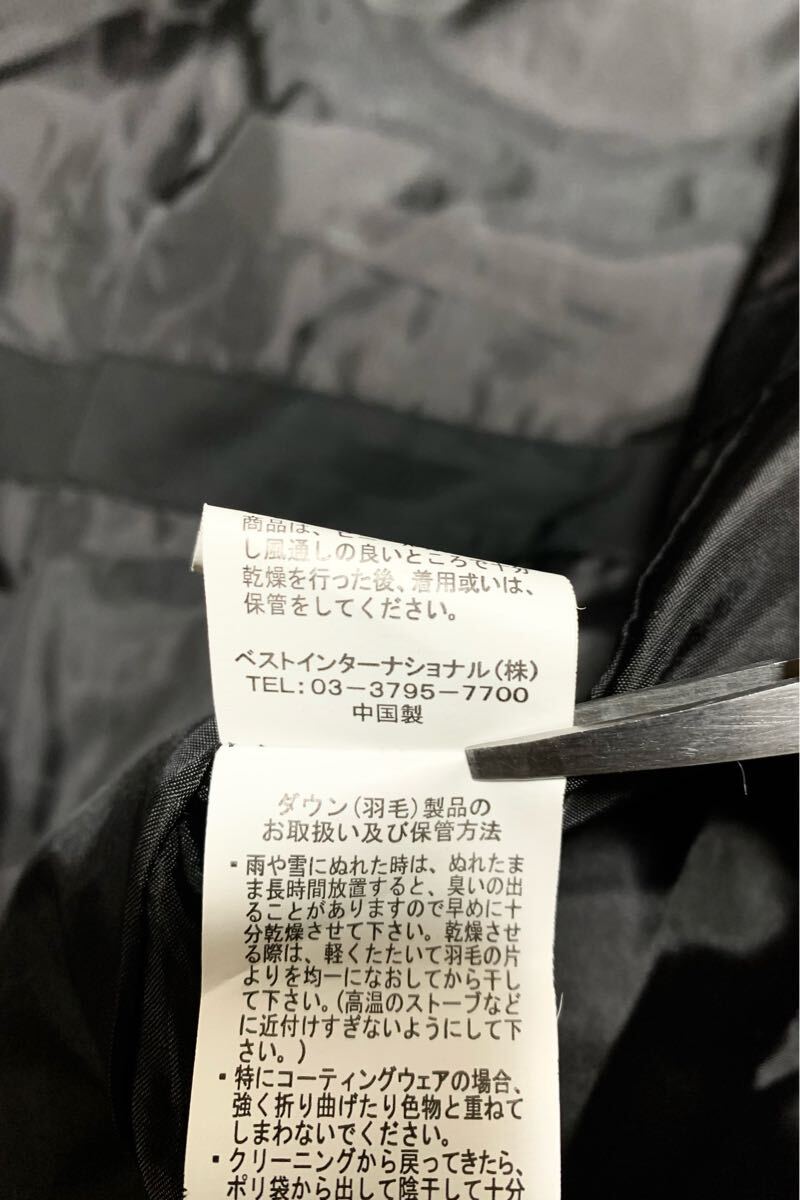 商品は、ビニ
し風通しの良いところで十分
乾燥を行った後、着用或いは、
保管をしてください。
ベストインターナショナル(株)
TEL:03-3795-7700
中国製
ダウン(羽毛)製品の
お取扱い及び保管方法
・雨や雪にぬれた時は、ぬれたま
ま長時間放置すると、臭いの出
ることがありますので早めに十
分乾燥させて下さい。乾燥させ
る際は、軽くたたいて羽毛の片
よりを均一になおしてから干し
て下さい。(高温のストーブなど
に近付けすぎないようにして下
さい。)
・特にコーティングウェアの場合、
強く折り曲げたり色物と重ねて
しまわないでください。
・クリーニングから戻ってきたら、
ポリ袋から出して陰干して十分